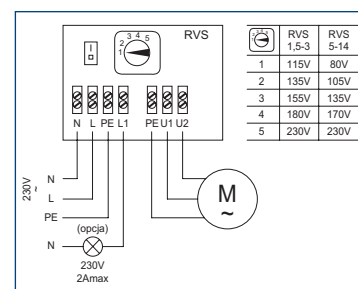 RVS
1 2 3 4 5
N L PE L1 PE U1 U2
230V
~
N
L
PE
(opcja)
N
230V
2Amax
M
~
RVS 1,5-3 RVS 5-14
1 115V 80V
2 135V 105V
3 155V 135V
4 180V 170V
5 230V 230V